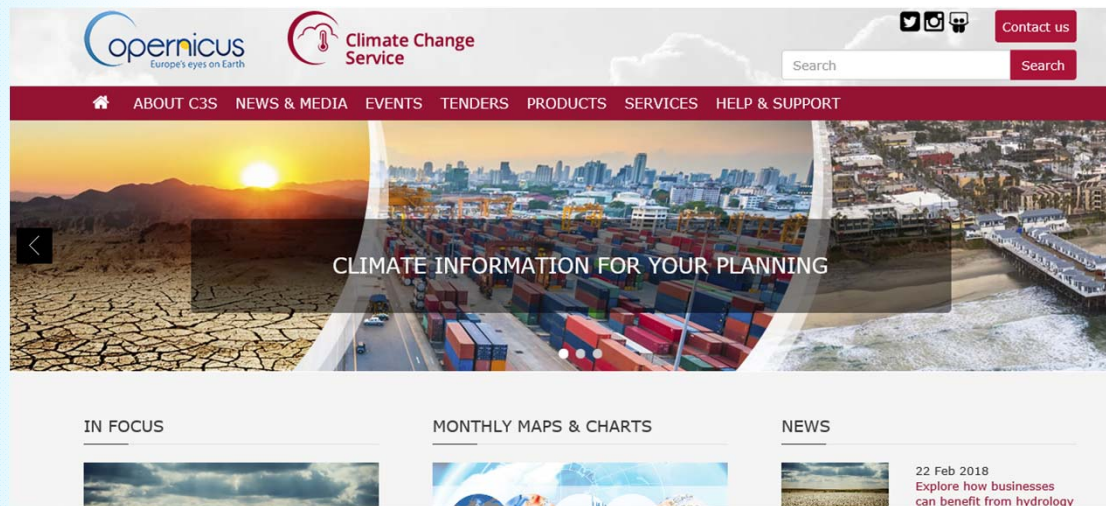 opernicus
Europe's eyes on Earth
Climate Change
Service
Contact us
Search
Search
ABOUT C3S NEWS & MEDIA EVENTS TENDERS PRODUCTS SERVICES HELP & SUPPORT
CLIMATE INFORMATION FOR YOUR PLANNING
IN FOCUS
MONTHLY MAPS & CHARTS
NEWS
22 Feb 2018
Explore how businesses
can benefit from hydrology